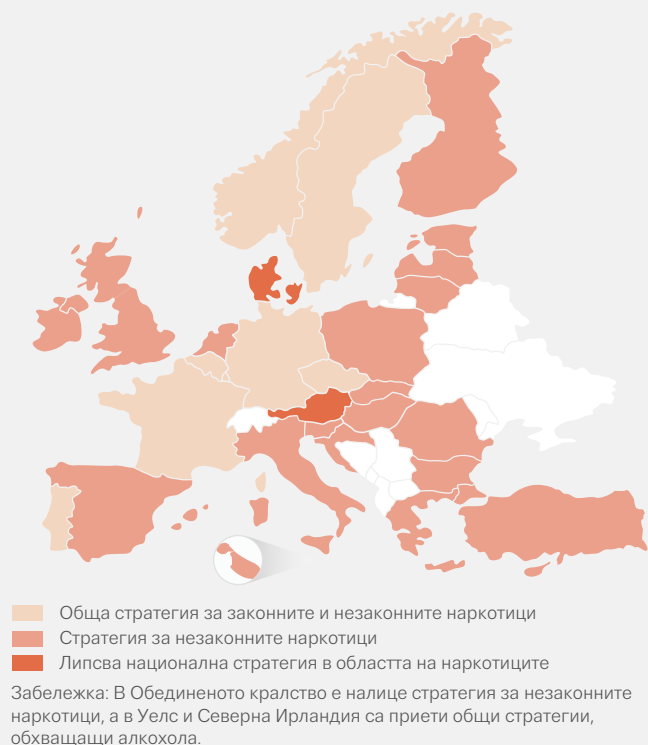 Обща стратегия за законните и незаконните наркотици
Стратегия за незаконните наркотици
Липсва национална стратегия в областта на наркотиците
Забележка: В Обединеното кралство е налице стратегия за незаконните
наркотици, а в Уелс и Северна Ирландия са приети общи стратегии,
обхващащи алкохола.